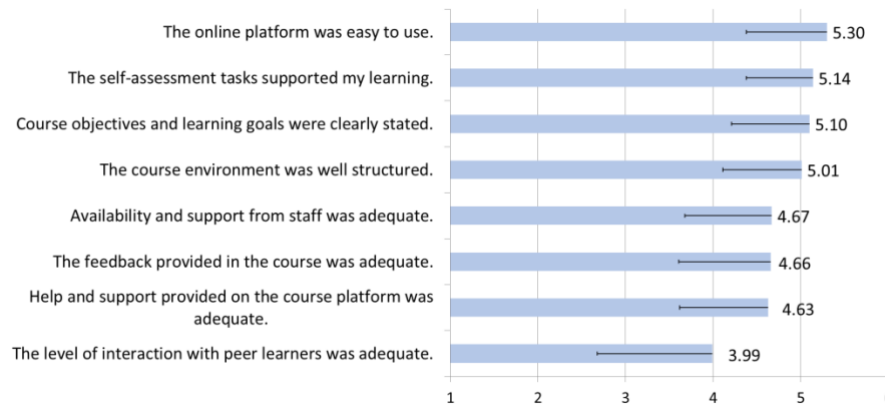 The online platform was easy to use.
5.30
The self-assessment tasks supported my learning.
5.14
Course objectives and learning goals were clearly stated.
5.10
The course environment was well structured.
5.01
Availability and support from staff was adequate.
4.67
The feedback provided in the course was adequate.
4.66
Help and support provided on the course platform was
adequate.
4.63
The level of interaction with peer learners was adequate.
3.99
1 2 3 4 5